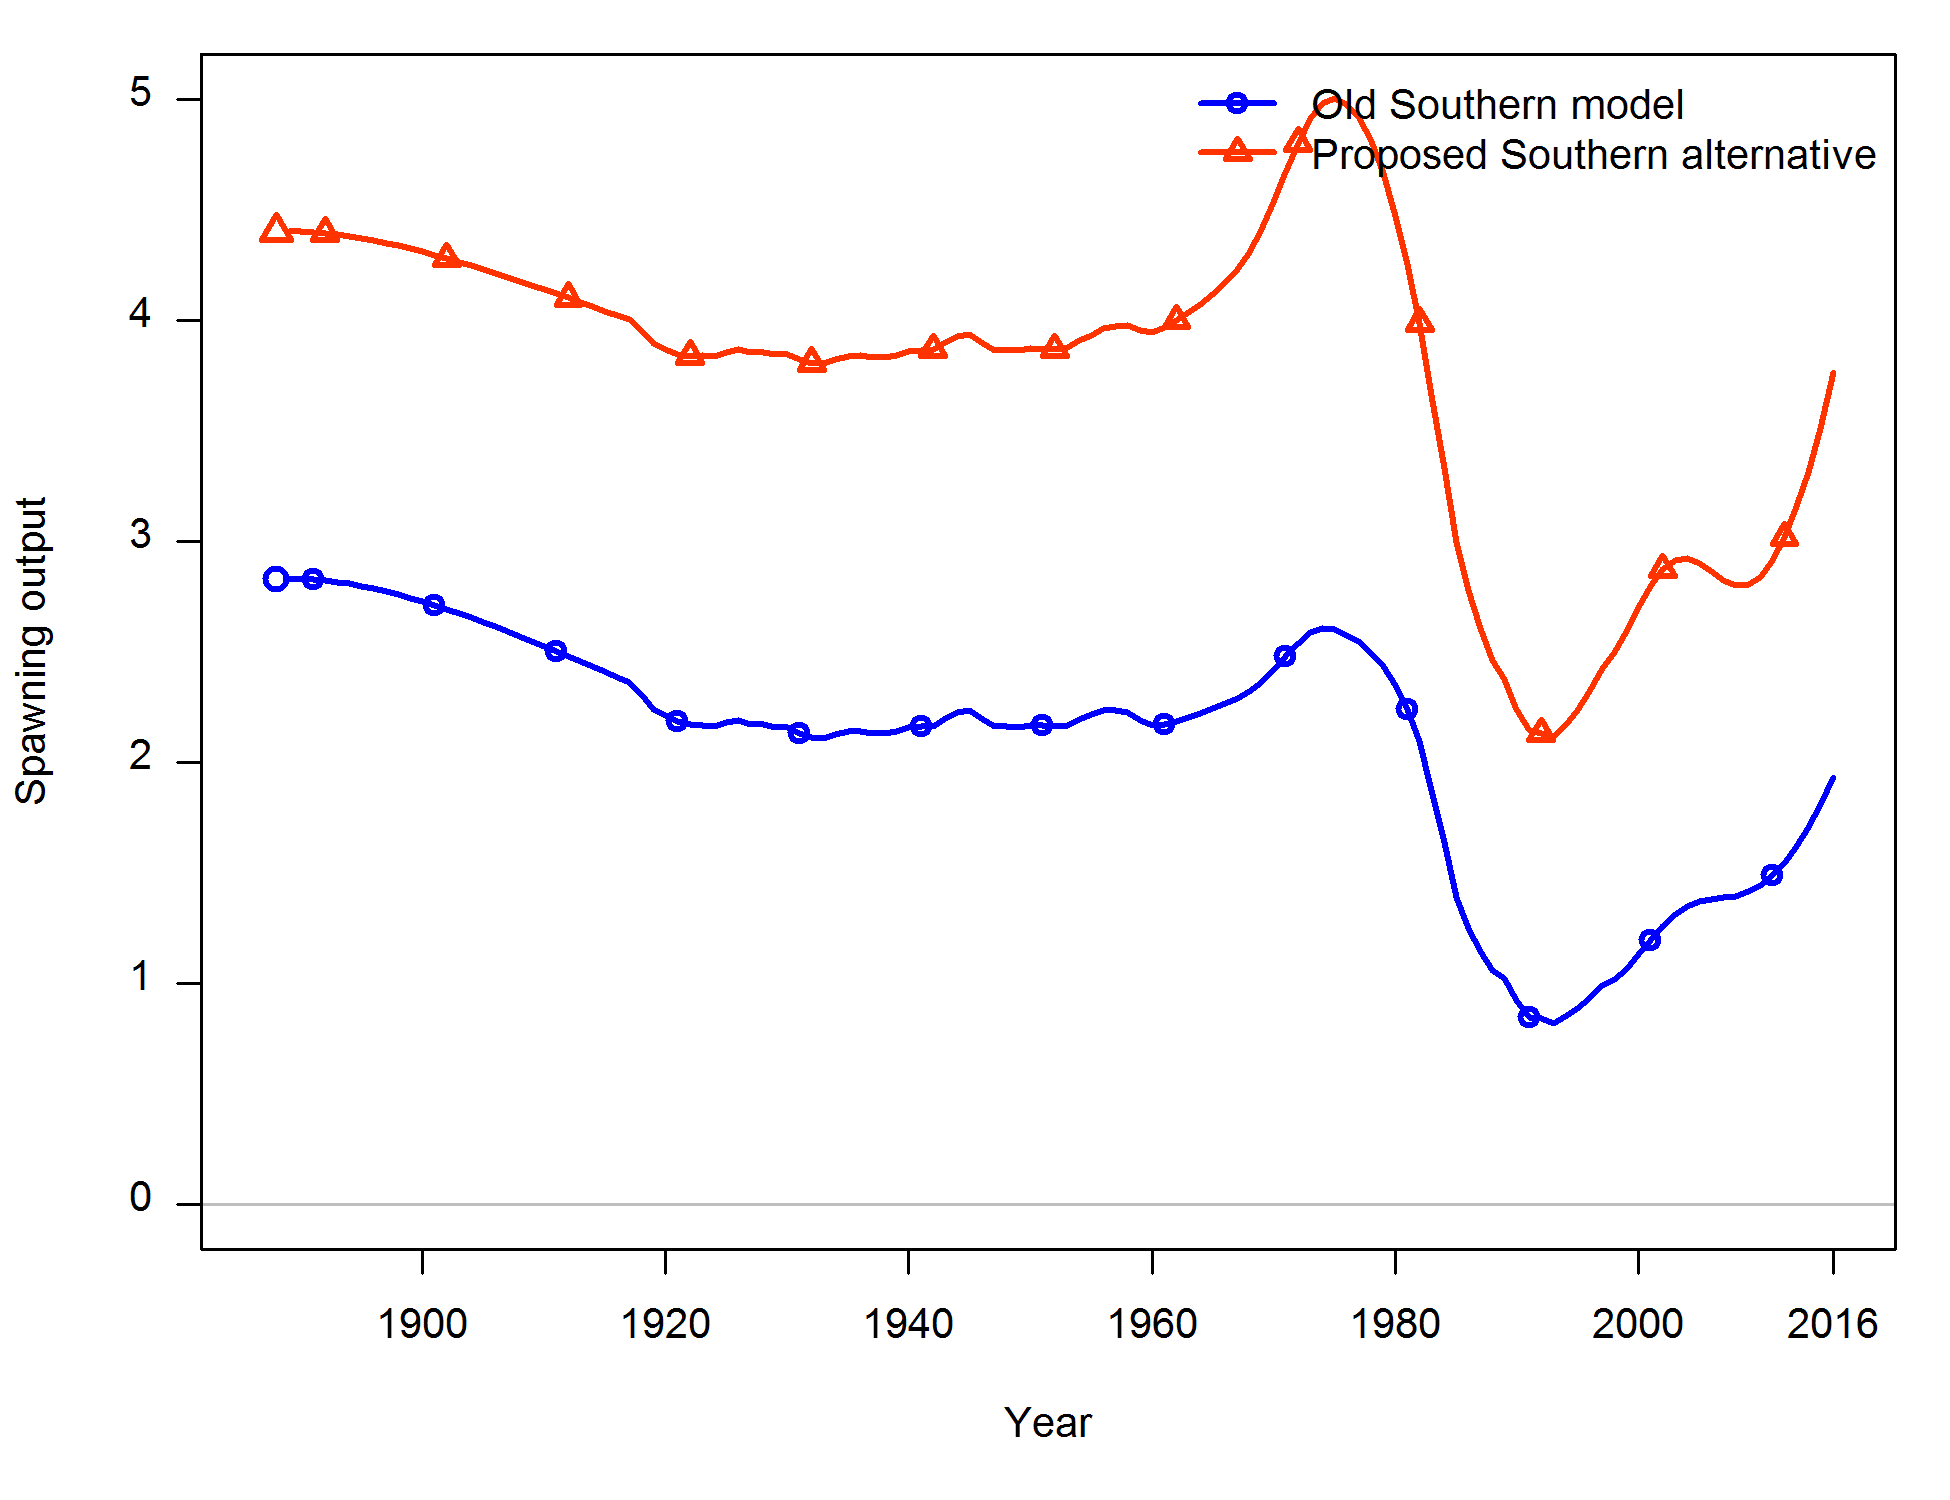 Old Southern model
Proposed Southern alternative
5
4
3
2
1
0
Spawning output
1900 1920 1940 1960 1980 2000 2016
Year